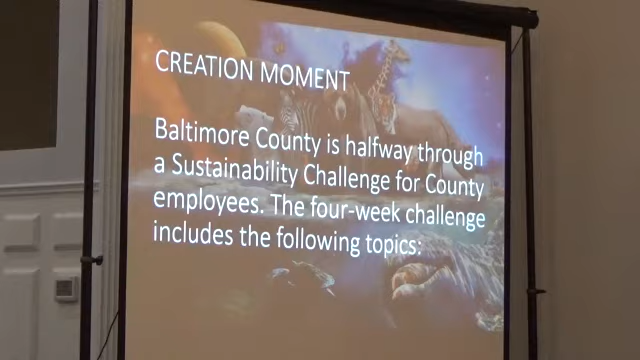 CREATION MOMENT
Baltimore County is halfway through
a Sustainability Challenge for County
employees. The four-week challenge
includes the following topics: